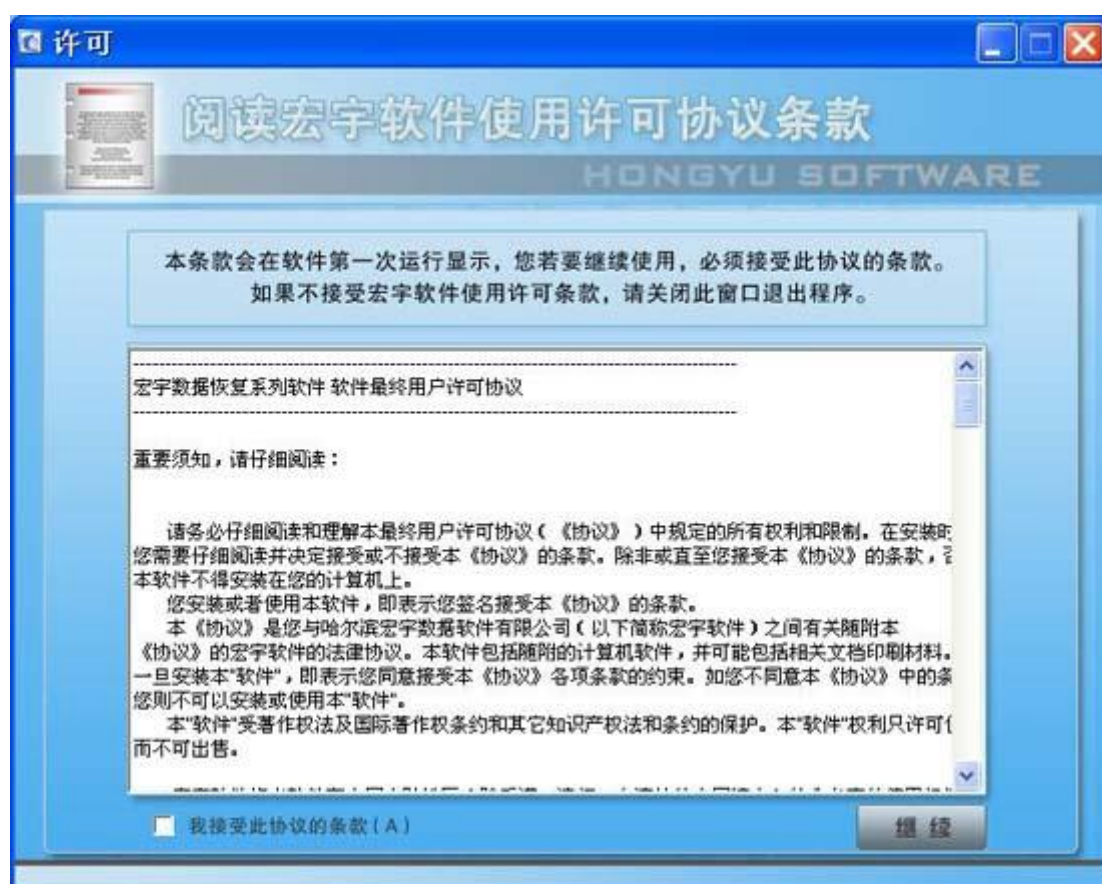 许可
阅读宏宇软件使用许可协议条款
HONGYU SOFTWARE
本条款会在软件第一次运行显示，您若要继续使用，必须接受此协议的条款。
如果不接受宏宇软件使用许可条款，请关闭此窗口退出程序。
宏宇数据恢复系列软件 软件最终用户许可协议
重要须知，请仔细阅读：
请务必仔细阅读和理解本最终用户许可协议（《协议》）中规定的所有权利和限制。在安装时
您需要仔细阅读并决定接受或不接受本《协议》的条款。除非或直至您接受本《协议》的条款，
本软件不得安装在您的计算机上。
您安装或者使用本软件，即表示您签名接受本《协议》的条款。
本《协议》是您与哈尔滨宏宇数据软件有限公司（以下简称宏宇软件）之间有关随附本
《协议》的宏宇软件的法律协议。本软件包括随附的计算机软件，并可能包括相关文档印刷材料。
一旦安装本"软件"，即表示您同意接受本《协议》各项条款的约束。如您不同意本《协议》中的条
您则不可以安装或使用本"软件"。
本"软件"受著作权法及国际著作权条约和其它知识产权法和条约的保护。本"软件"权利只许可
而不可出售。
我接受此协议的条款(A)
继续